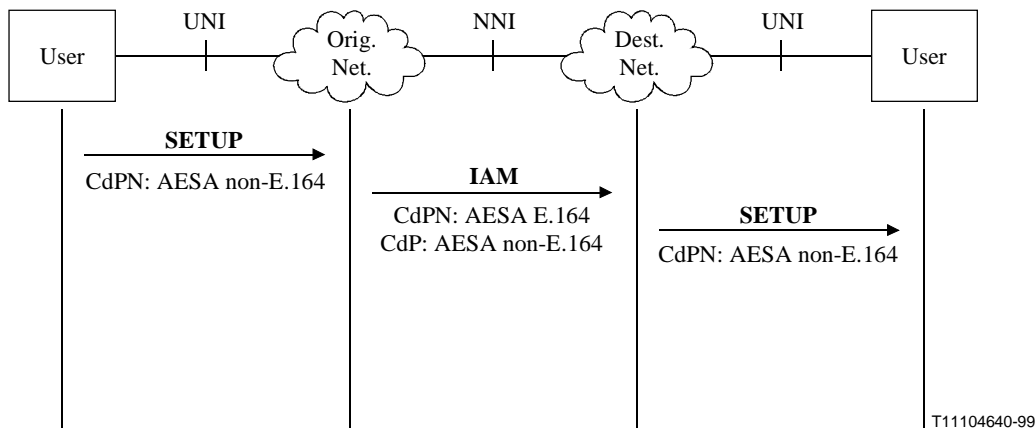 UNI
NNI
UNI
User
Orig.
Net.
Dest.
Net.
User
SETUP
CdPN: AESA non-E.164
IAM
CdPN: AESA E.164
CdP: AESA non-E.164
SETUP
CdPN: AESA non-E.164
T11104640-99